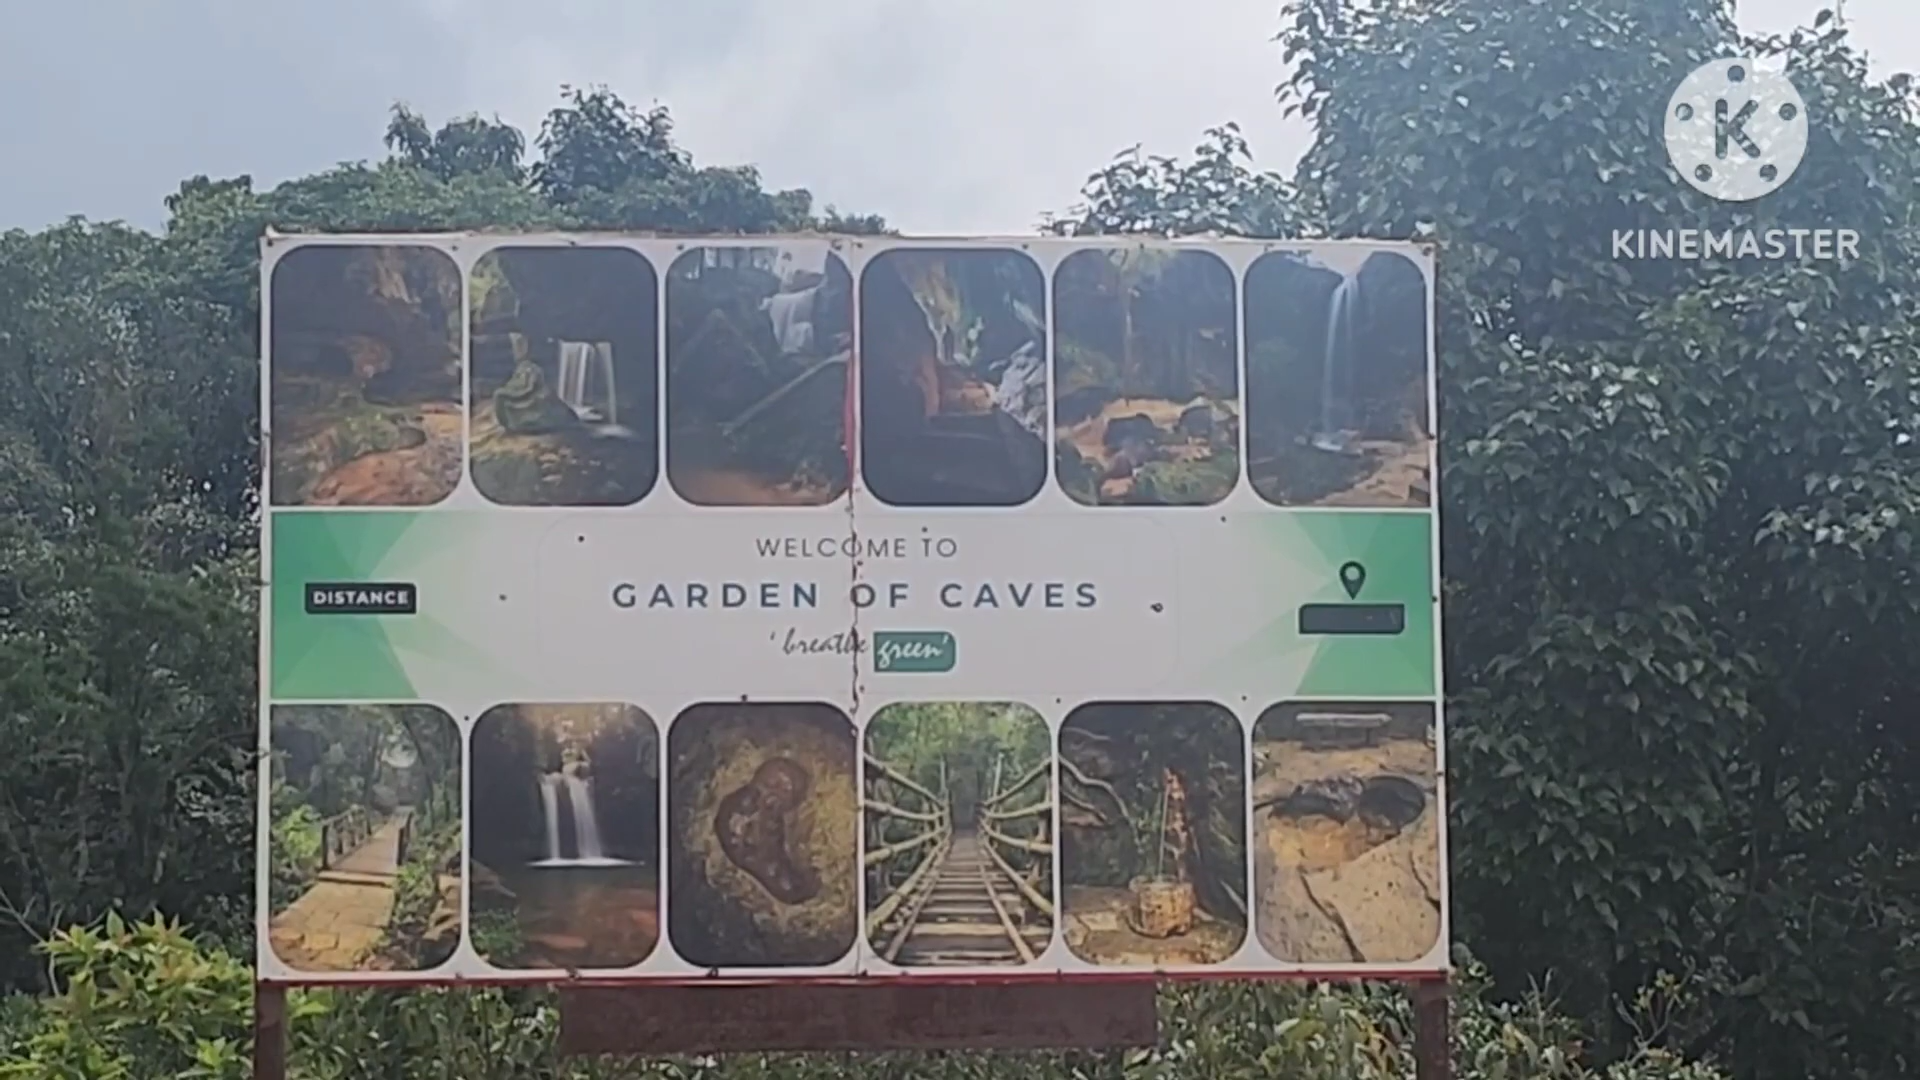 K
KINEMASTER
WELCOME TO
DISTANCE
GARDEN OF CAVES
'breathe green'